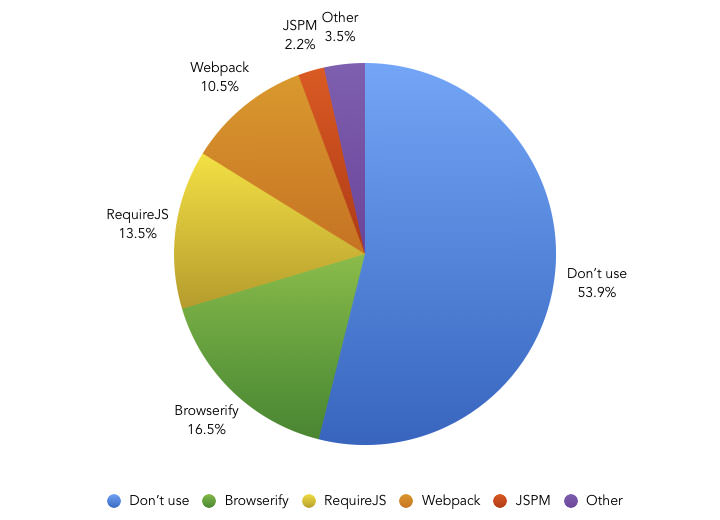 JSPM
2.2%
Other
3.5%
Webpack
10.5%
RequireJS
13.5%
Don’t use
53.9%
Browserify
16.5%
Don’t use Browserify RequireJS Webpack JSPM Other